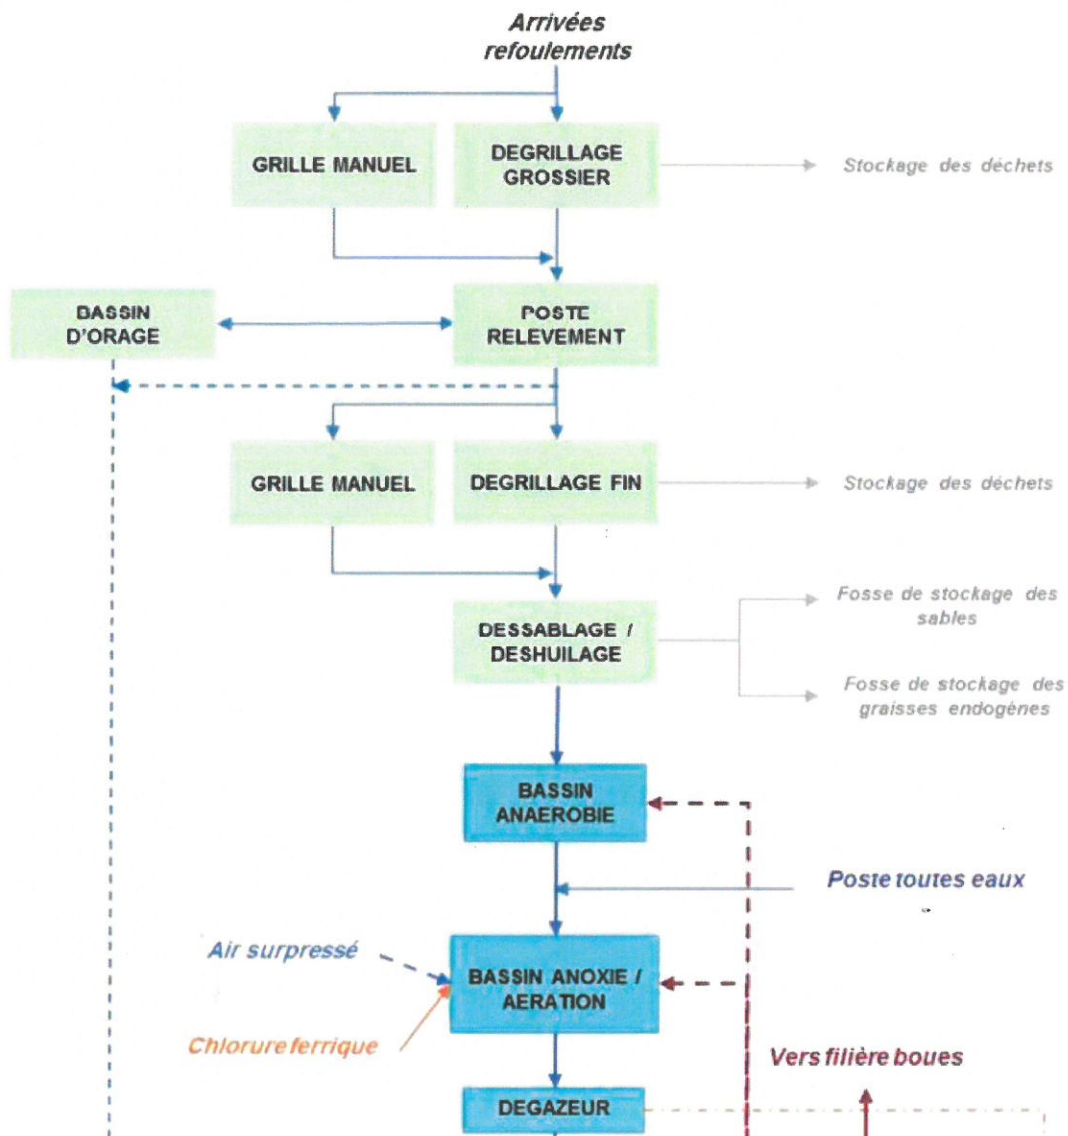 Arrivées
refoulements
GRILLE MANUEL
DEGRILLAGE
GROSSIER
Stockage des déchets
BASSIN
D'ORAGE
POSTE
RELEVEMENT
GRILLE MANUEL
DEGRILLAGE FIN
Stockage des déchets
DESSABLAGE /
DESHUILAGE
Fosse de stockage des
sables
Fosse de stockage des
graisses endogènes
BASSIN
ANAEROBIE
Poste toutes eaux
Air surpressé
BASSIN ANOXIE /
AERATION
Chlorure ferrique
Vers filière boues
DEGAZEUR